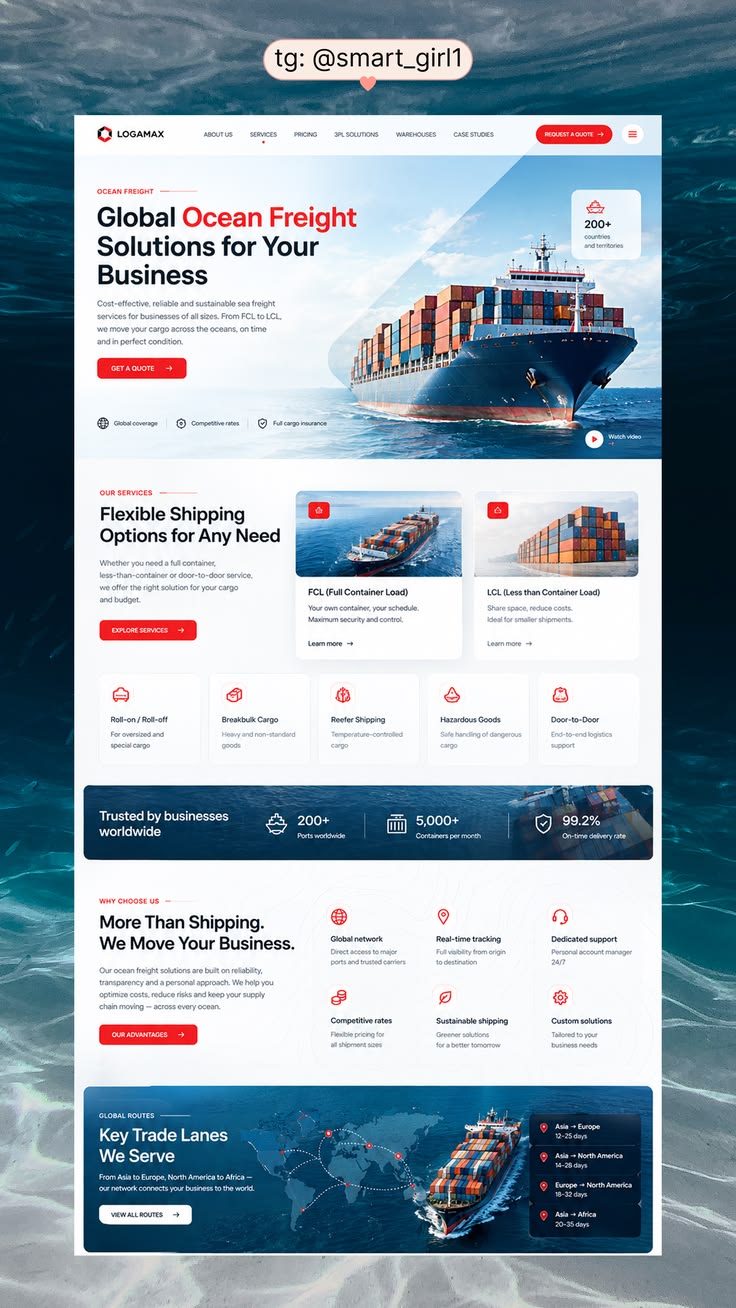 tg: @smart_girl1
LOGAMAX
ABOUT US
SERVICES
PRICING
3PL SOLUTIONS
WAREHOUSES
CASE STUDIES
REQUEST A QUOTE →
OCEAN FREIGHT
Global Ocean Freight
Solutions for Your
Business
Cost-effective, reliable and sustainable sea freight
services for businesses of all sizes. From FCL to LCL,
we move your cargo across the oceans, on time
and in perfect condition.
GET A QUOTE →
200+
countries
and territories
Global coverage
Competitive rates
Full cargo insurance
Watch video
OUR SERVICES
Flexible Shipping
Options for Any Need
Whether you need a full container,
less-than-container or door-to-door service,
we offer the right solution for your cargo
and budget.
EXPLORE SERVICES →
FCL (Full Container Load)
Your own container, your schedule.
Maximum security and control.
Learn more →
LCL (Less than Container Load)
Share space, reduce costs.
Ideal for smaller shipments.
Learn more →
Roll-on / Roll-off
For oversized and
special cargo
Breakbulk Cargo
Heavy and non-standard
goods
Reefer Shipping
Temperature-controlled
cargo
Hazardous Goods
Safe handling of dangerous
cargo
Door-to-Door
End-to-end logistics
support
Trusted by businesses
worldwide
200+
Ports worldwide
5,000+
Containers per month
99.2%
On-time delivery rate
WHY CHOOSE US
More Than Shipping.
We Move Your Business.
Our ocean freight solutions are built on reliability,
transparency and a personal approach. We help you
optimize costs, reduce risks and keep your supply
chain moving — across every ocean.
OUR ADVANTAGES →
Global network
Direct access to major
ports and trusted carriers
Real-time tracking
Full visibility from origin
to destination
Dedicated support
Personal account manager
24/7
Competitive rates
Flexible pricing for
all shipment sizes
Sustainable shipping
Greener solutions
for a better tomorrow
Custom solutions
Tailored to your
business needs
GLOBAL ROUTES
Key Trade Lanes
We Serve
From Asia to Europe, North America to Africa —
our network connects your business to the world.
VIEW ALL ROUTES →
Asia → Europe
12–25 days
Asia → North America
14–28 days
Europe → North America
18–32 days
Asia → Africa
20–35 days